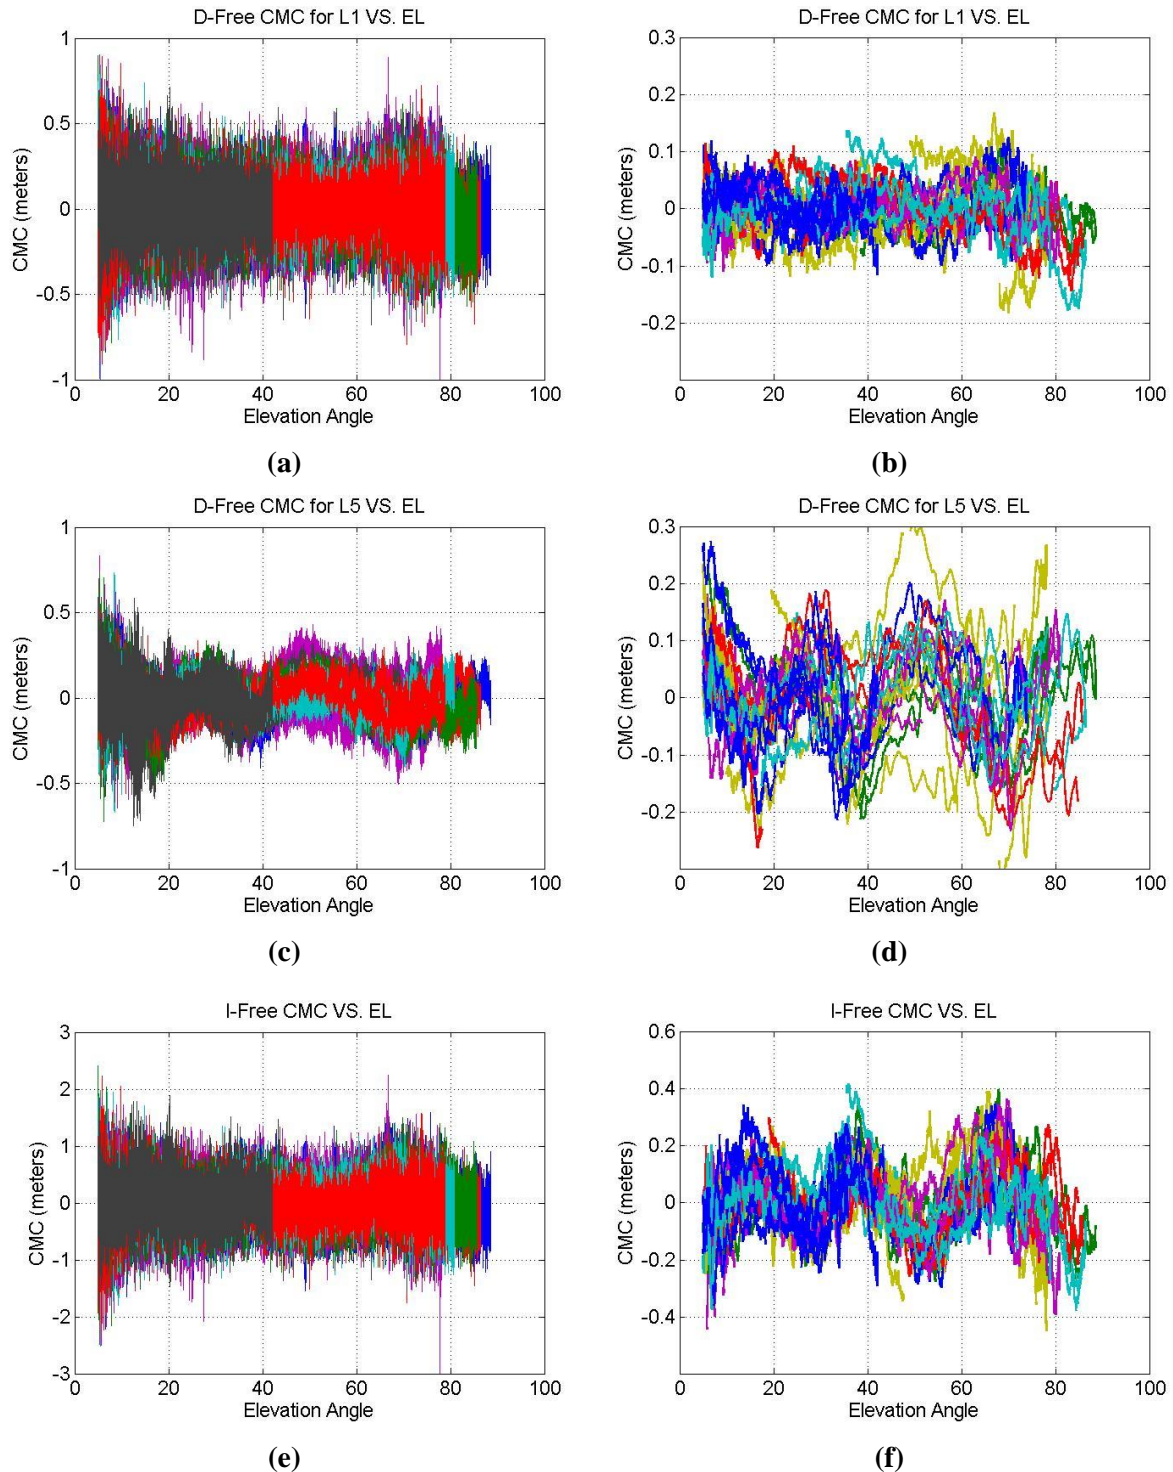 D-Free CMC for L1 VS. EL
CMC (meters)
1
0.5
0
-0.5
-1
0 20 40 60 80 100
Elevation Angle
(a)
D-Free CMC for L1 VS. EL
CMC (meters)
0.3
0.2
0.1
0
-0.1
-0.2
0 20 40 60 80 100
Elevation Angle
(b)
D-Free CMC for L5 VS. EL
CMC (meters)
1
0.5
0
-0.5
-1
0 20 40 60 80 100
Elevation Angle
(c)
D-Free CMC for L5 VS. EL
CMC (meters)
0.3
0.2
0.1
0
-0.1
-0.2
0 20 40 60 80 100
Elevation Angle
(d)
I-Free CMC VS. EL
CMC (meters)
3
2
1
0
-1
-2
-3
0 20 40 60 80 100
Elevation Angle
(e)
I-Free CMC VS. EL
CMC (meters)
0.6
0.4
0.2
0
-0.2
-0.4
0 20 40 60 80 100
Elevation Angle
(f)